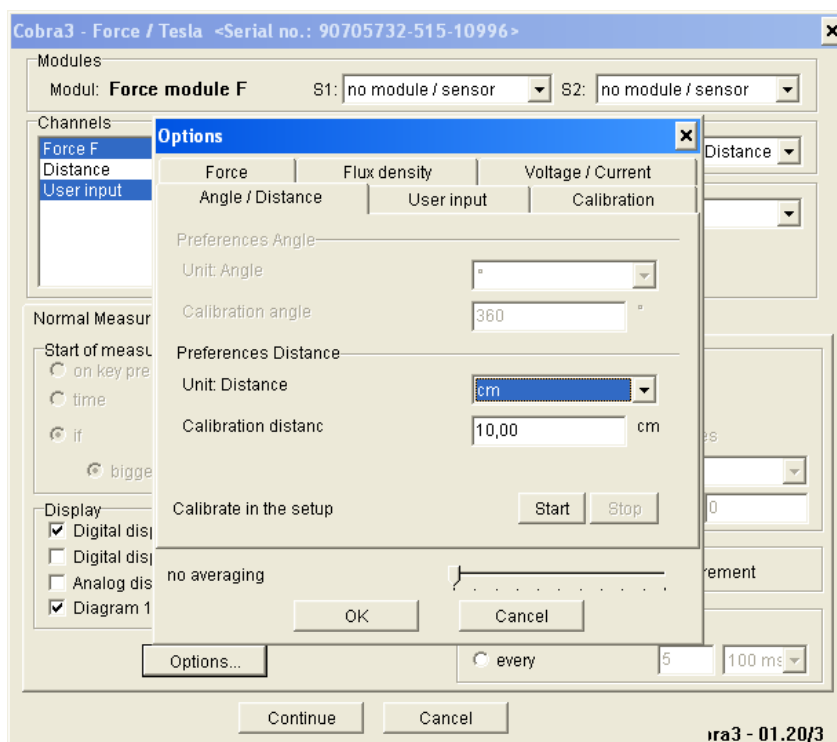 Cobra3 - Force / Tesla <Serial no.: 90705732-515-10996>
Modules
Modul: Force module F S1: no module / sensor S2: no module / sensor
Channels
Force F
Distance
User input
Distance
Options
Force Flux density Voltage / Current
Angle / Distance User input Calibration
Preferences Angle
Unit: Angle °
Calibration angle 360 °
Preferences Distance
Unit: Distance cm
Calibration distanc 10,00 cm
Calibrate in the setup Start Stop
no averaging
OK Cancel
Normal Measur
Start of measu
on key pre
time
if
bigge
Display
Digital disp
Digital disp
Analog dis
Diagram 1
es
0
rement
Options...
every 5 100 ms
Continue Cancel
ra3 - 01.20/3